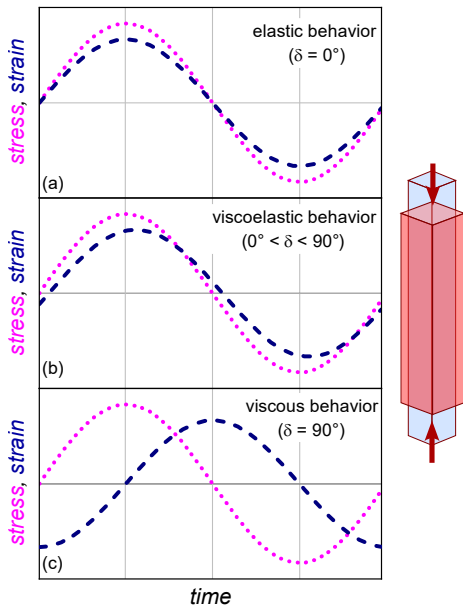 elastic behavior
(δ = 0°)
stress, strain
(a)
viscoelastic behavior
(0° < δ < 90°)
stress, strain
(b)
viscous behavior
(δ = 90°)
stress, strain
(c)
time